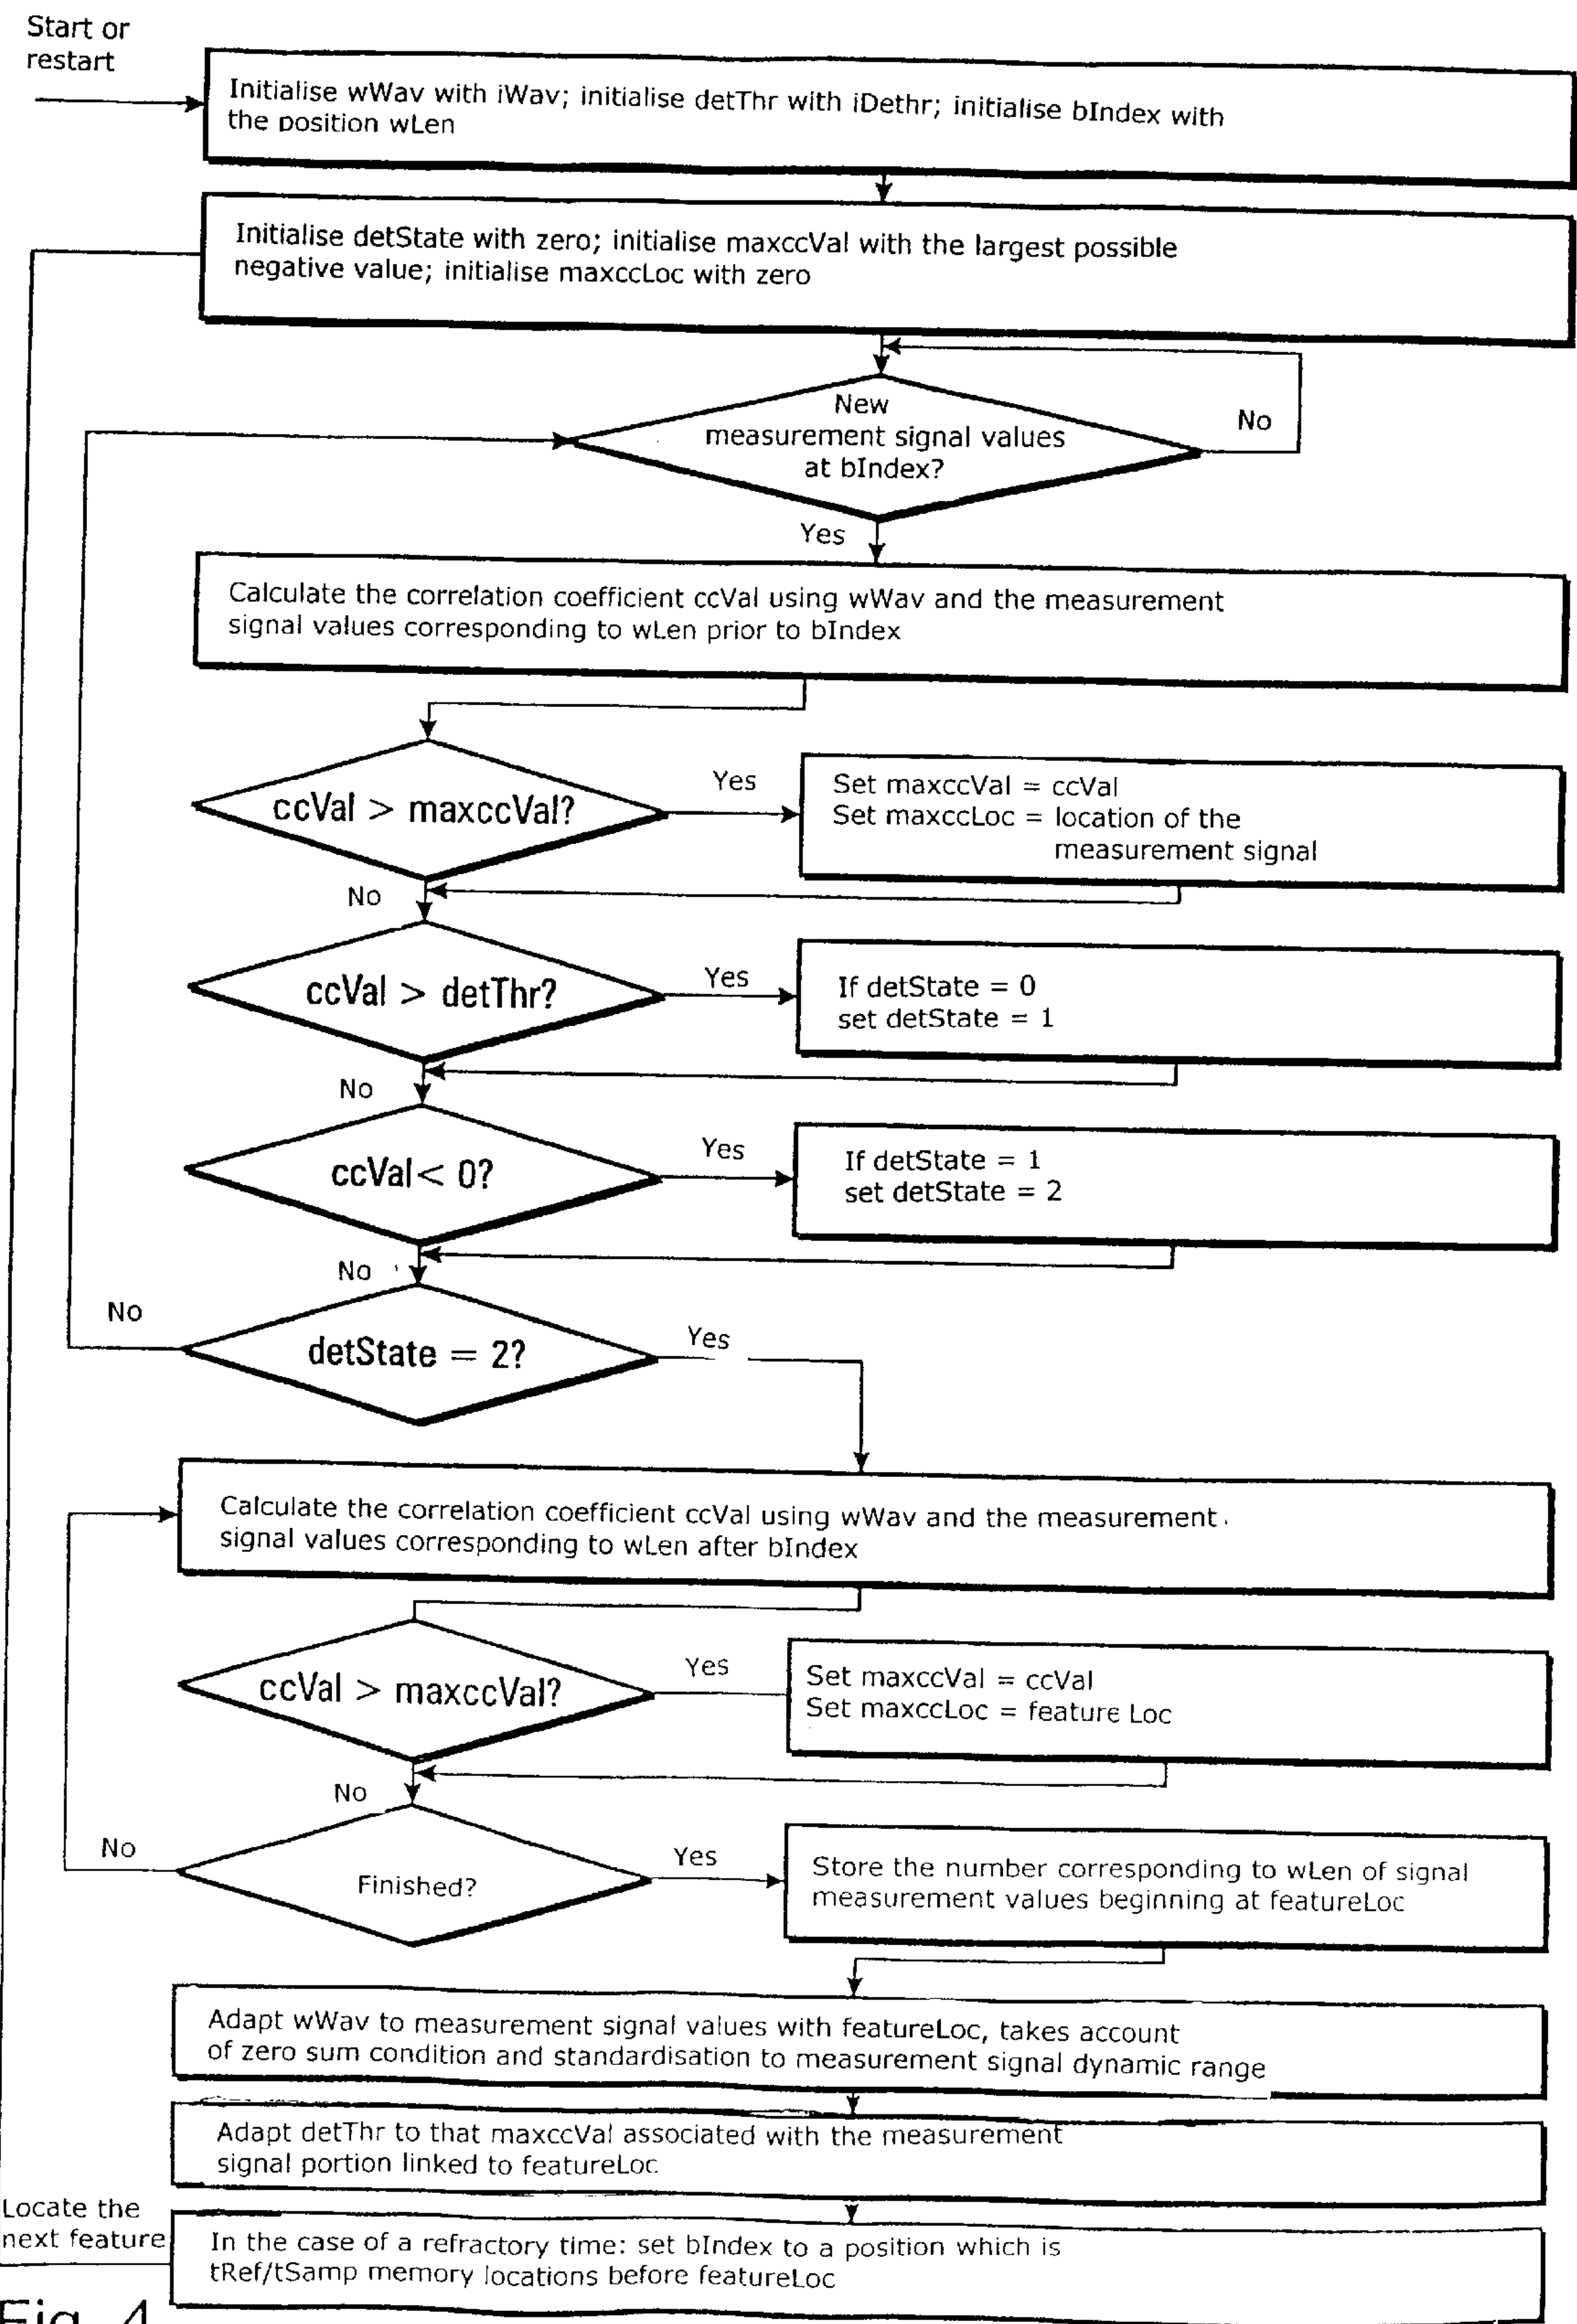 Start or
restart
Initialise wWav with iWav; initialise detThr with iDethr; initialise bIndex with
the position wLen
Initialise detState with zero; initialise maxccVal with the largest possible
negative value; initialise maxccLoc with zero
New
measurement signal values
at bIndex?
No
Yes
Calculate the correlation coefficient ccVal using wWav and the measurement
signal values corresponding to wLen prior to bIndex
ccVal > maxccVal?
Yes
Set maxccVal = ccVal
Set maxccLoc = location of the
measurement signal
No
ccVal > detThr?
Yes
If detState = 0
set detState = 1
No
ccVal< 0?
Yes
If detState = 1
set detState = 2
No
No
detState = 2?
Yes
Calculate the correlation coefficient ccVal using wWav and the measurement
signal values corresponding to wLen after bIndex
ccVal > maxccVal?
Yes
Set maxccVal = ccVal
Set maxccLoc = feature Loc
No
No
Finished?
Yes
Store the number corresponding to wLen of signal
measurement values beginning at featureLoc
Adapt wWav to measurement signal values with featureLoc, takes account
of zero sum condition and standardisation to measurement signal dynamic range
Adapt detThr to that maxccVal associated with the measurement
signal portion linked to featureLoc
Locate the
next feature
In the case of a refractory time: set bIndex to a position which is
tRef/tSamp memory locations before featureLoc
Fig. 4